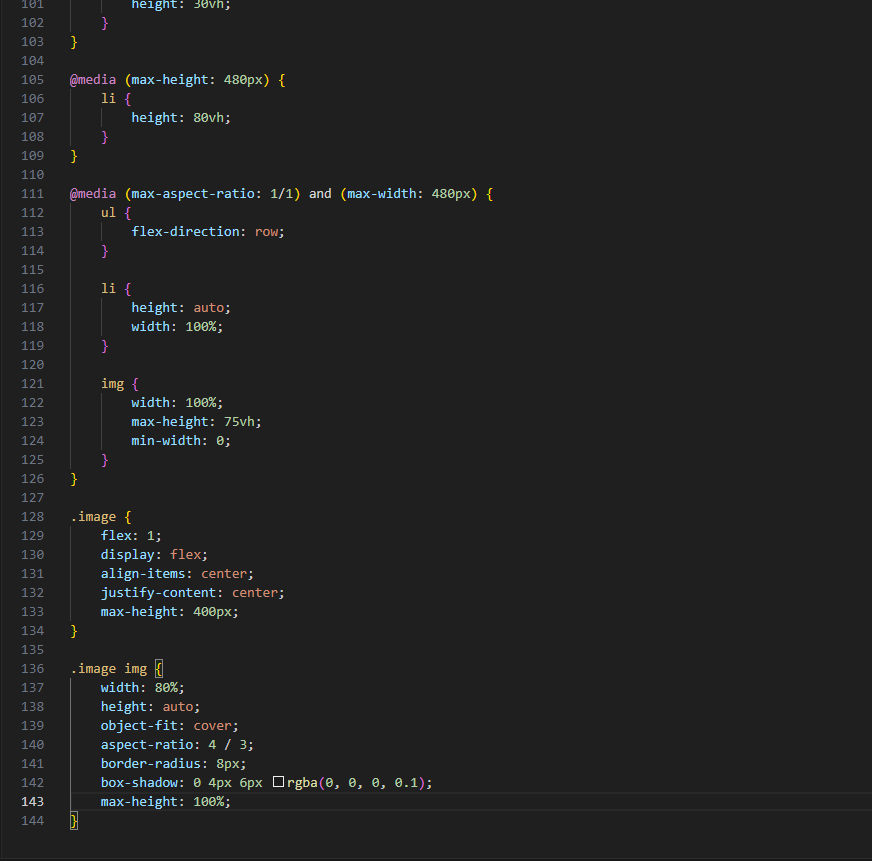 101 height: 30vh;
102 }
103 }
104
105 @media (max-height: 480px) {
106 li {
107 height: 80vh;
108 }
109 }
110
111 @media (max-aspect-ratio: 1/1) and (max-width: 480px) {
112 ul {
113 flex-direction: row;
114 }
115
116 li {
117 height: auto;
118 width: 100%;
119 }
120
121 img {
122 width: 100%;
123 max-height: 75vh;
124 min-width: 0;
125 }
126 }
127
128 .image {
129 flex: 1;
130 display: flex;
131 align-items: center;
132 justify-content: center;
133 max-height: 400px;
134 }
135
136 .image img {
137 width: 80%;
138 height: auto;
139 object-fit: cover;
140 aspect-ratio: 4 / 3;
141 border-radius: 8px;
142 box-shadow: 0 4px 6px rgba(0, 0, 0, 0.1);
143 max-height: 100%;
144 }